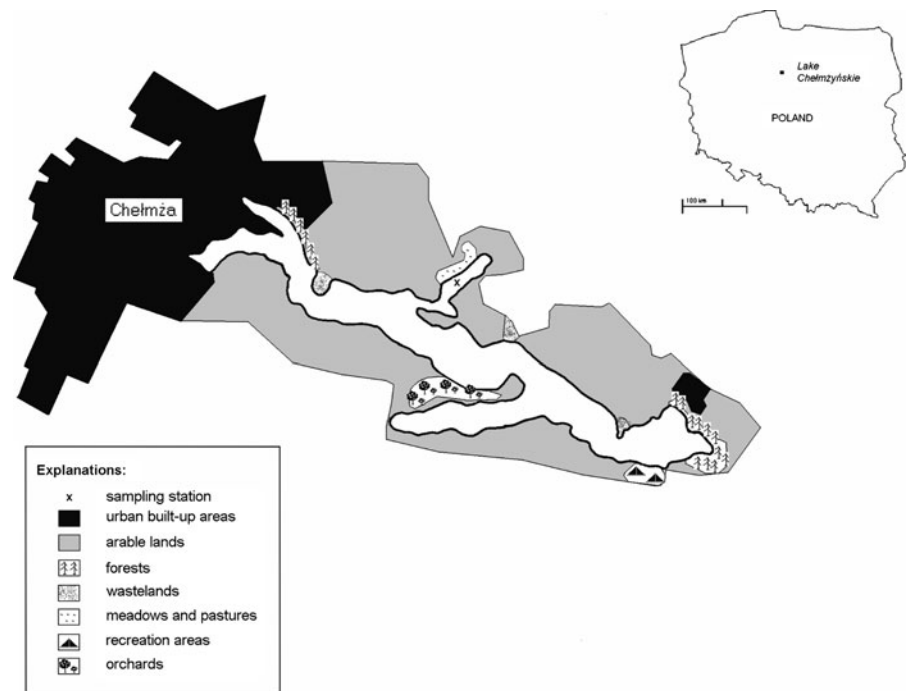 Lake
Chełmżyńskie
POLAND
100 km
Chełmża
x
Explanations:
x sampling station
urban built-up areas
arable lands
forests
wastelands
meadows and pastures
recreation areas
orchards